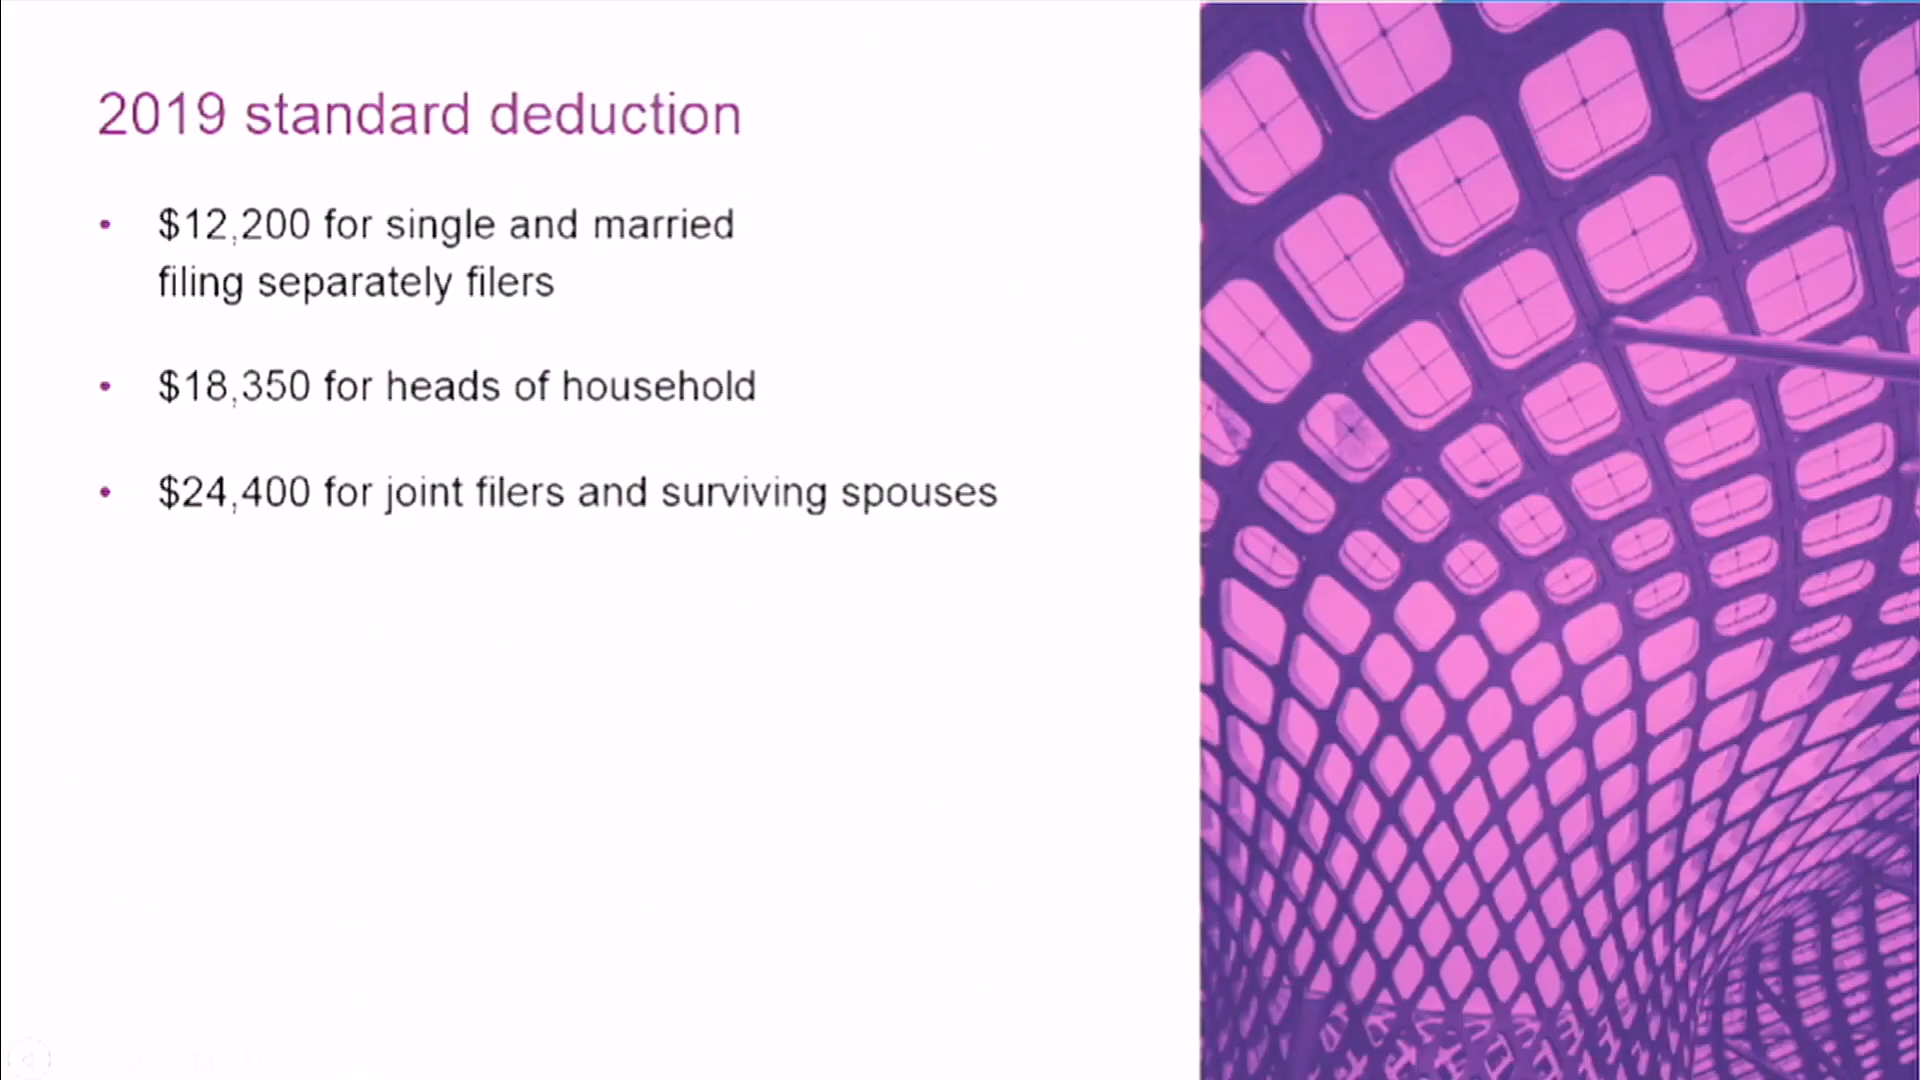 2019 standard deduction
• $12,200 for single and married
filing separately filers
• $18,350 for heads of household
• $24,400 for joint filers and surviving spouses